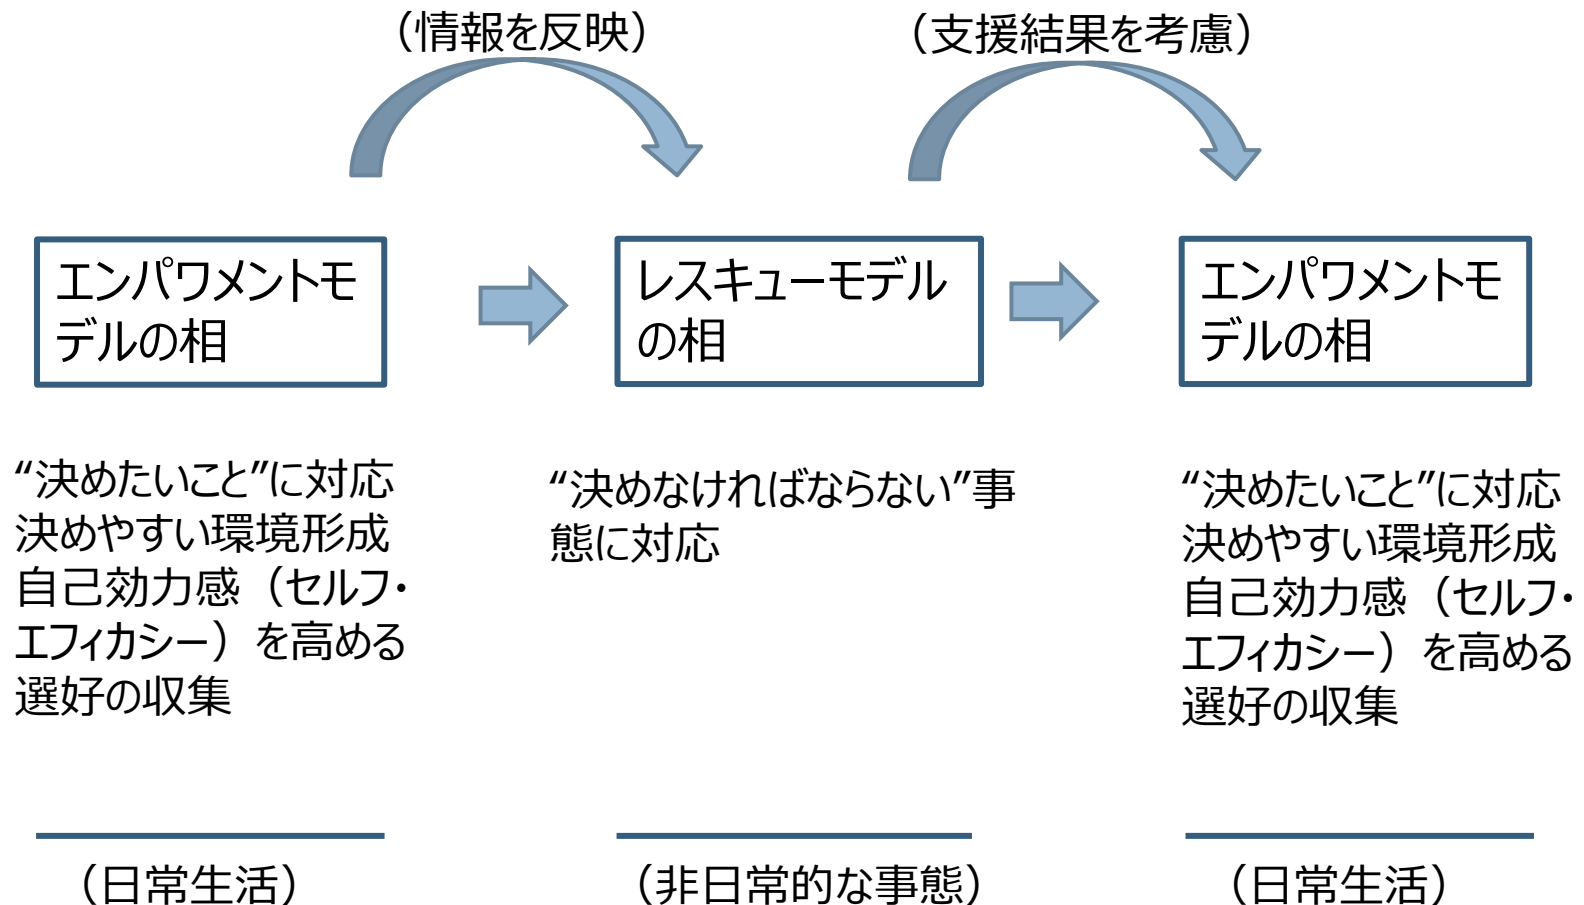 （情報を反映）
（支援結果を考慮）
エンパワメントモ
デルの相
レスキューモデル
の相
エンパワメントモ
デルの相
“決めたいこと”に対応
決めやすい環境形成
自己効力感（セルフ・
エフィカシー）を高める
選好の収集
“決めなければならない”事
態に対応
“決めたいこと”に対応
決めやすい環境形成
自己効力感（セルフ・
エフィカシー）を高める
選好の収集
（日常生活）
（非日常的な事態）
（日常生活）